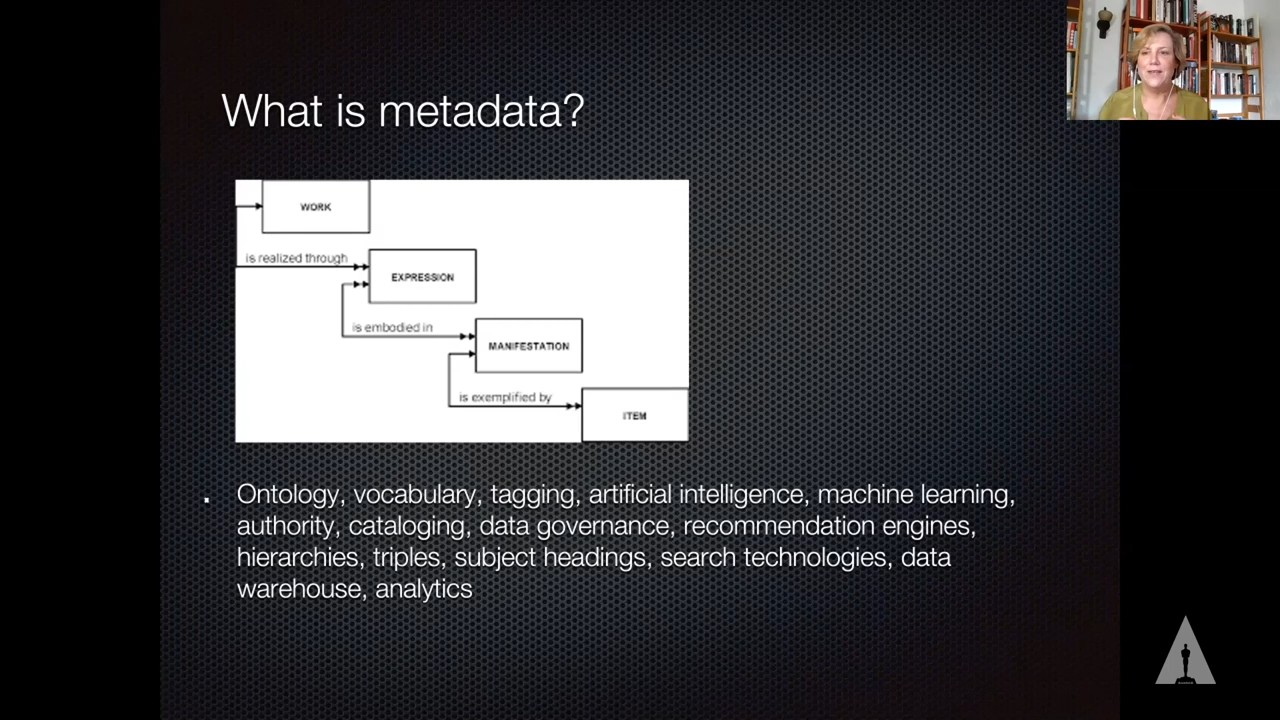 What is metadata?
WORK
is realized through
EXPRESSION
is embodied in
MANIFESTATION
is exemplified by
ITEM
Ontology, vocabulary, tagging, artificial intelligence, machine learning,
authority, cataloging, data governance, recommendation engines,
hierarchies, triples, subject headings, search technologies, data
warehouse, analytics